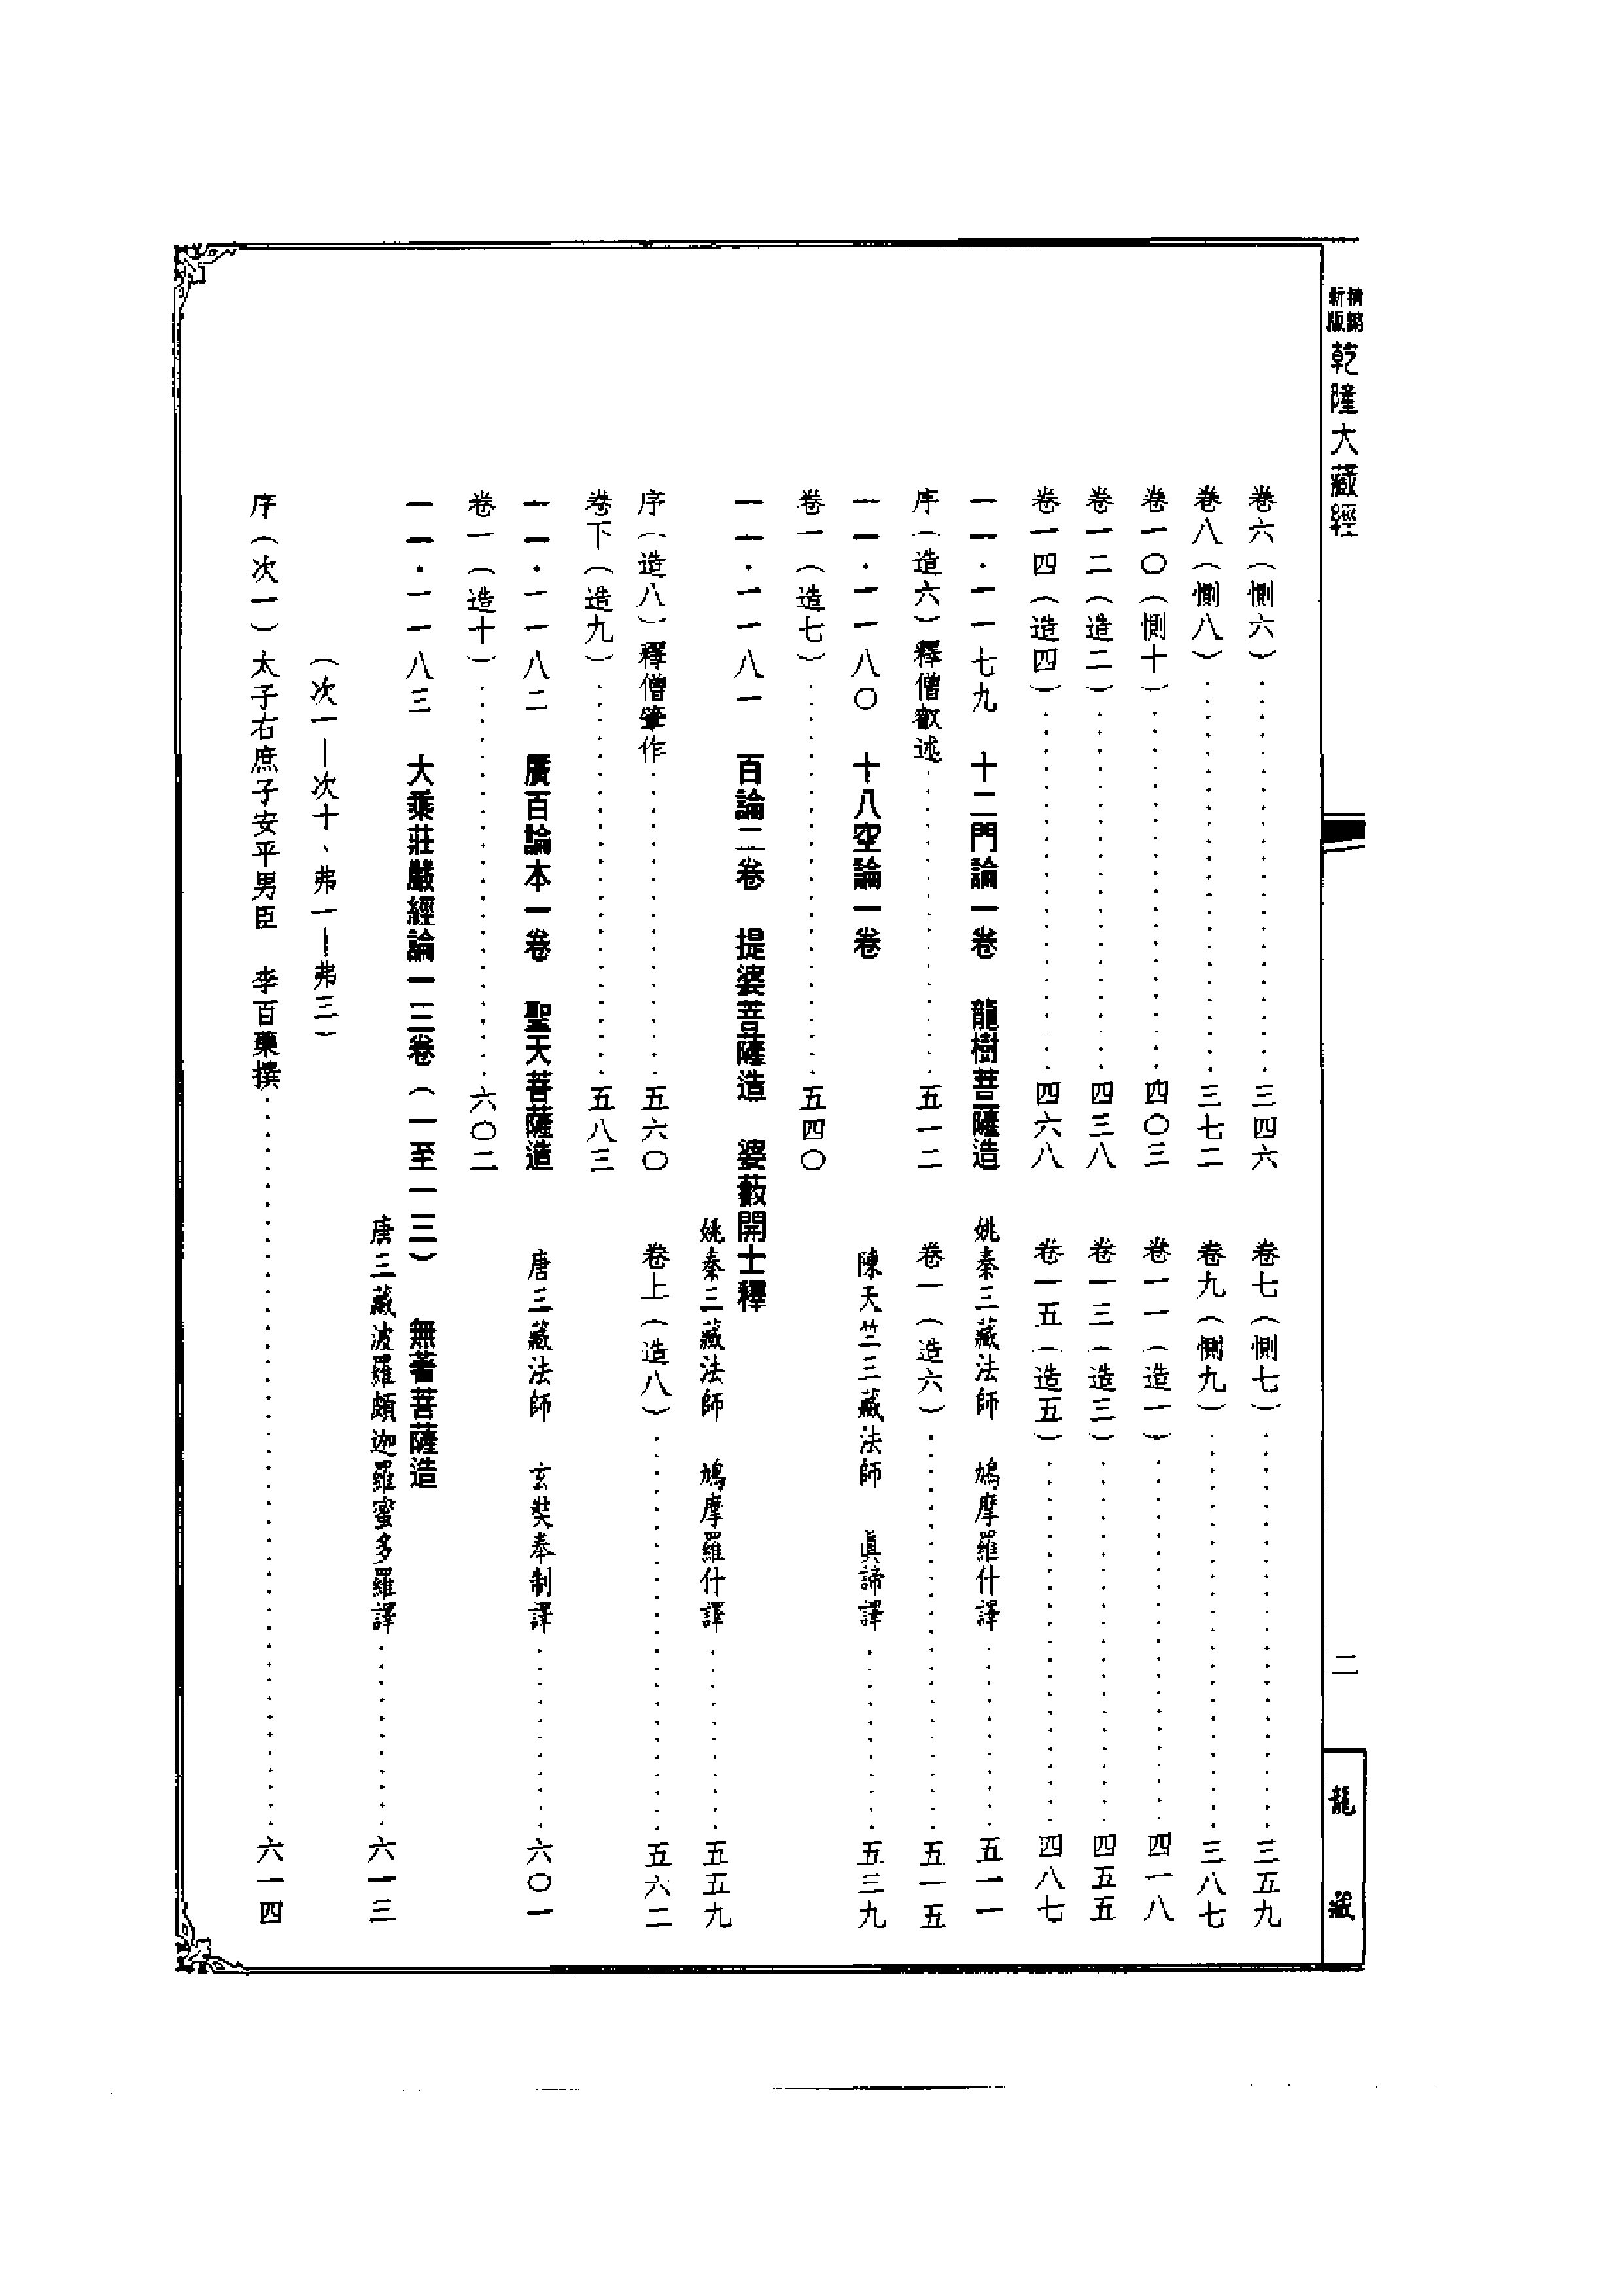 新版
精縮
乾隆大藏經
二
龍藏
卷六（惻六）……三四六　卷七（惻七）……三五九
卷八（惻八）……三七二　卷九（惻九）……三八七
卷一〇（惻十）……四〇三　卷一一（造一）……四一八
卷一二（造二）……四三八　卷一三（造三）……四五五
卷一四（造四）……四六八　卷一五（造五）……四八七
一一·一一七九　十二門論一卷　龍樹菩薩造　姚秦三藏法師　鳩摩羅什譯……五一一
序（造六）釋僧叡述……五一二　卷一（造六）……五一五
一一·一一八〇　十八空論一卷　陳天竺三藏法師　眞諦譯……五三九
卷一（造七）……五四〇
一一·一一八一　百論二卷　提婆菩薩造　婆藪開士釋
姚秦三藏法師　鳩摩羅什譯……五五九
序（造八）釋僧肇作……五六〇　卷上（造八）……五六二
卷下（造九）……五八三
一一·一一八二　廣百論本一卷　聖天菩薩造　唐三藏法師　玄奘奉制譯……六〇一
卷一（造十）……六〇二
一一·一一八三　大乘莊嚴經論一三卷（一至一三）　無著菩薩造
唐三藏波羅頗迦羅蜜多羅譯……六一三
（次一—次十、弗一—弗三）
序（次一）太子右庶子安平男臣　李百藥撰……六一四